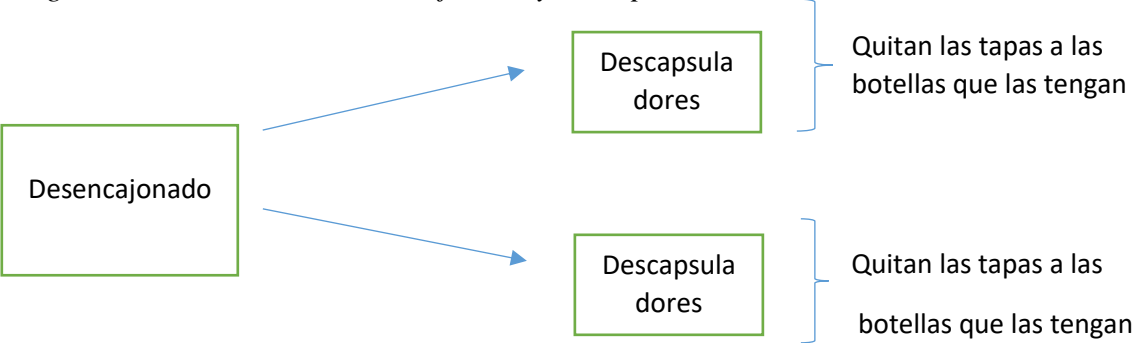 Desencajonado
Descapsula
dores
Quitan las tapas a las
botellas que las tengan
Descapsula
dores
Quitan las tapas a las
botellas que las tengan